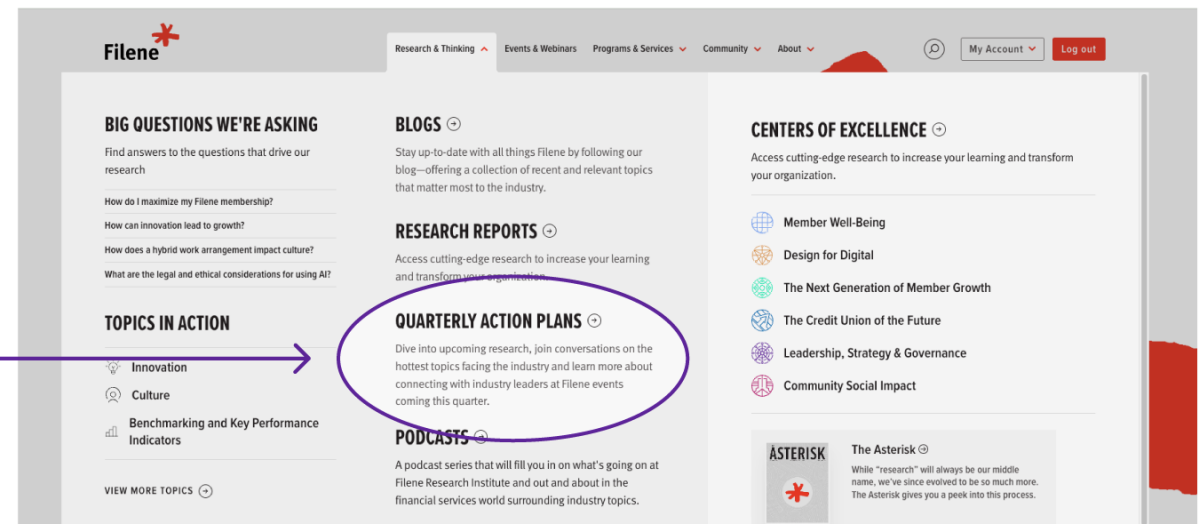 Filene
Research & Thinking
Events & Webinars
Programs & Services
Community
About
My Account
Log out
BIG QUESTIONS WE'RE ASKING
Find answers to the questions that drive our
research
How do I maximize my Filene membership?
How can innovation lead to growth?
How does a hybrid work arrangement impact culture?
What are the legal and ethical considerations for using AI?
TOPICS IN ACTION
Innovation
Culture
Benchmarking and Key Performance
Indicators
VIEW MORE TOPICS
BLOGS
Stay up-to-date with all things Filene by following our
blog—offering a collection of recent and relevant topics
that matter most to the industry.
RESEARCH REPORTS
Access cutting-edge research to increase your learning
and transform your organization.
QUARTERLY ACTION PLANS
Dive into upcoming research, join conversations on the
hottest topics facing the industry and learn more about
connecting with industry leaders at Filene events
coming this quarter.
PODCASTS
A podcast series that will fill you in on what's going on at
Filene Research Institute and out and about in the
financial services world surrounding industry topics.
CENTERS OF EXCELLENCE
Access cutting-edge research to increase your learning and transform
your organization.
Member Well-Being
Design for Digital
The Next Generation of Member Growth
The Credit Union of the Future
Leadership, Strategy & Governance
Community Social Impact
ASTERISK
The Asterisk
While “research” will always be our middle
name, we've since evolved to be so much more.
The Asterisk gives you a peek into this process.